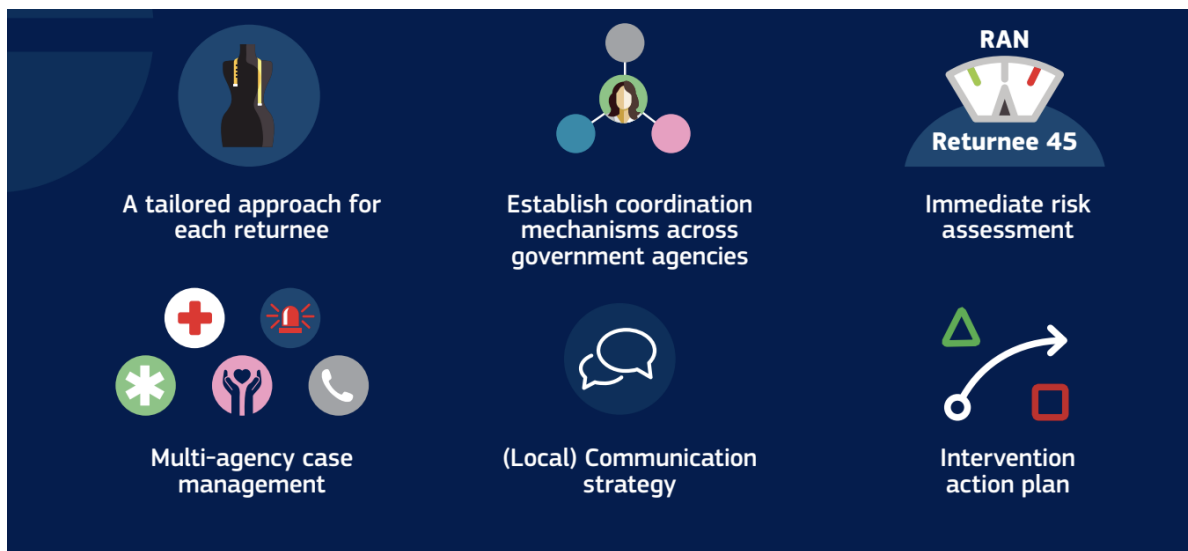 A tailored approach for
each returnee
Establish coordination
mechanisms across
government agencies
RAN
Returnee 45
Immediate risk
assessment
Multi-agency case
management
(Local) Communication
strategy
Intervention
action plan